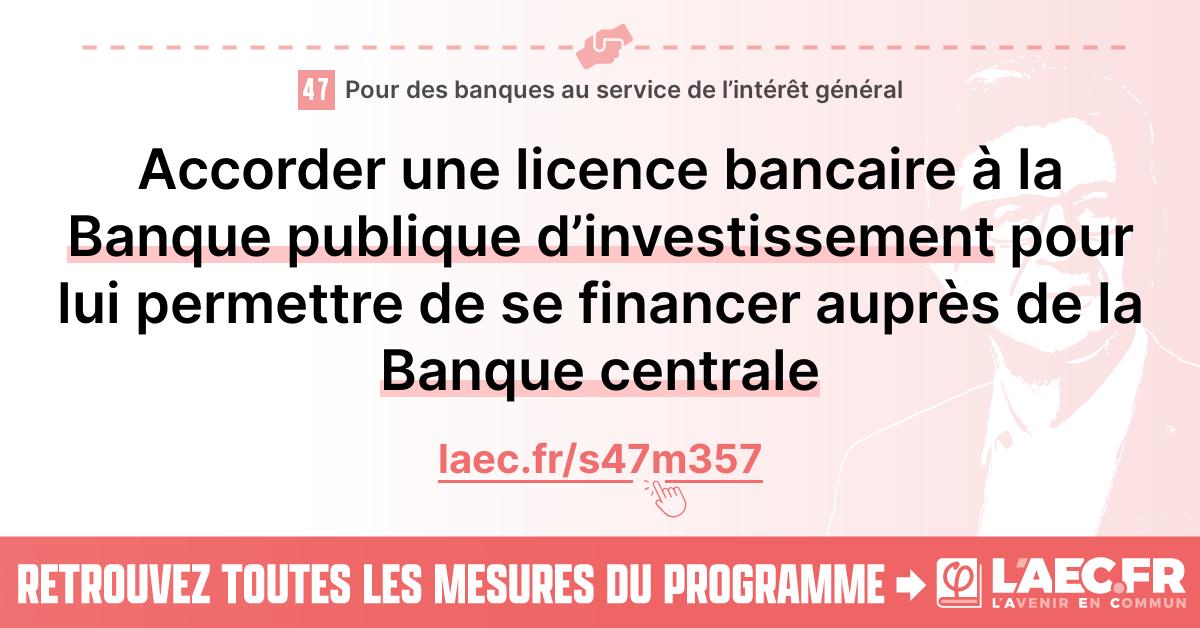 47 Pour des banques au service de l’intérêt général
Accorder une licence bancaire à la
Banque publique d’investissement pour
lui permettre de se financer auprès de la
Banque centrale
laec.fr/s47m357
RETROUVEZ TOUTES LES MESURES DU PROGRAMME
φ L'AEC.FR
L'AVENIR EN COMMUN